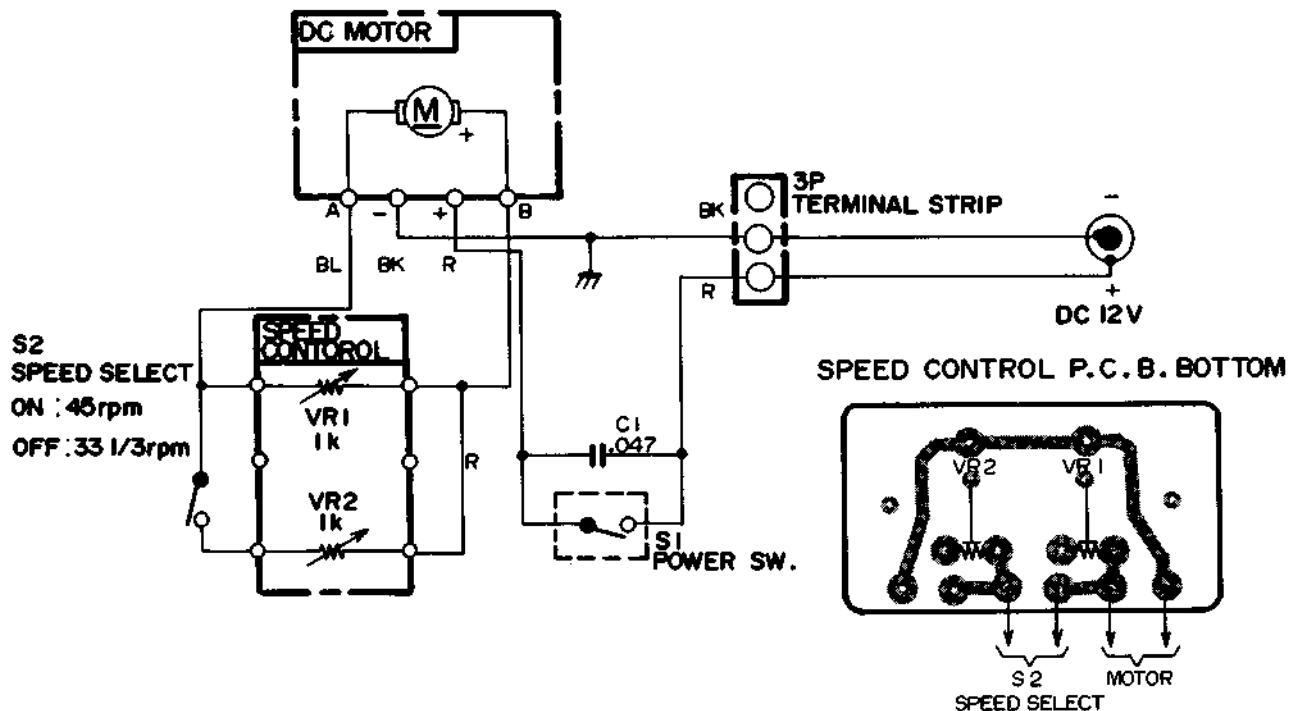 DC MOTOR
M
+
A
-
+
B
BL
BK
R
BK
R
3P
TERMINAL STRIP
-
+
DC 12V
S2
SPEED SELECT
ON : 45rpm
OFF : 33 1/3rpm
SPEED
CONTOROL
VR1
1k
VR2
1k
R
C1
.047
S1
POWER SW.
SPEED CONTROL P.C.B. BOTTOM
VR2
VR1
S2
SPEED SELECT
MOTOR